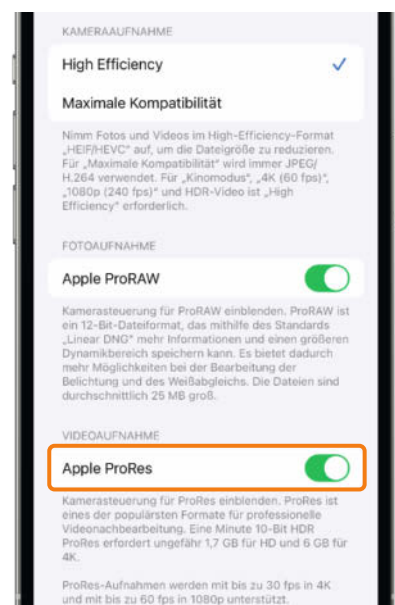 KAMERAAUFNAHME
High Efficiency
Maximale Kompatibilität
Nimm Fotos und Videos im High-Efficiency-Format
„HEIF/HEVC" auf, um die Dateigröße zu reduzieren.
Für „Maximale Kompatibilität" wird immer JPEG/
H.264 verwendet. Für „Kinomodus", „4K (60 fps)",
„1080p (240 fps)" und HDR-Video ist „High
Efficiency" erforderlich.
FOTOAUFNAHME
Apple ProRAW
Kamerasteuerung für ProRAW einblenden. ProRAW ist
ein 12-Bit-Dateiformat, das mithilfe des Standards
„Linear DNG" mehr Informationen und einen größeren
Dynamikbereich speichern kann. Es bietet dadurch
mehr Möglichkeiten bei der Bearbeitung der
Belichtung und des Weißabgleichs. Die Dateien sind
durchschnittlich 25 MB groß.
VIDEOAUFNAHME
Apple ProRes
Kamerasteuerung für ProRes einblenden. ProRes ist
eines der populärsten Formate für professionelle
Videonachbearbeitung. Eine Minute 10-Bit HDR
ProRes erfordert ungefähr 1,7 GB für HD und 6 GB für
4K.
ProRes-Aufnahmen werden mit bis zu 30 fps in 4K
und mit bis zu 60 fps in 1080p unterstützt.